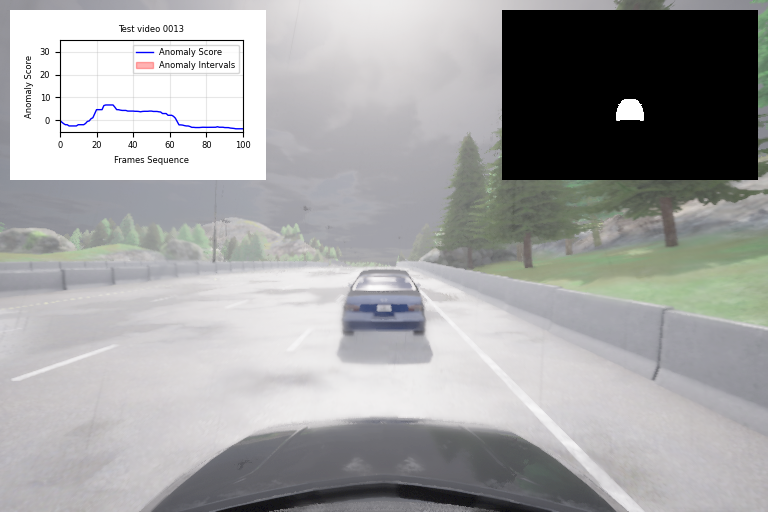 Test video 0013
Anomaly Score
30
20
10
0
Anomaly Score
Anomaly Intervals
0 20 40 60 80 100
Frames Sequence